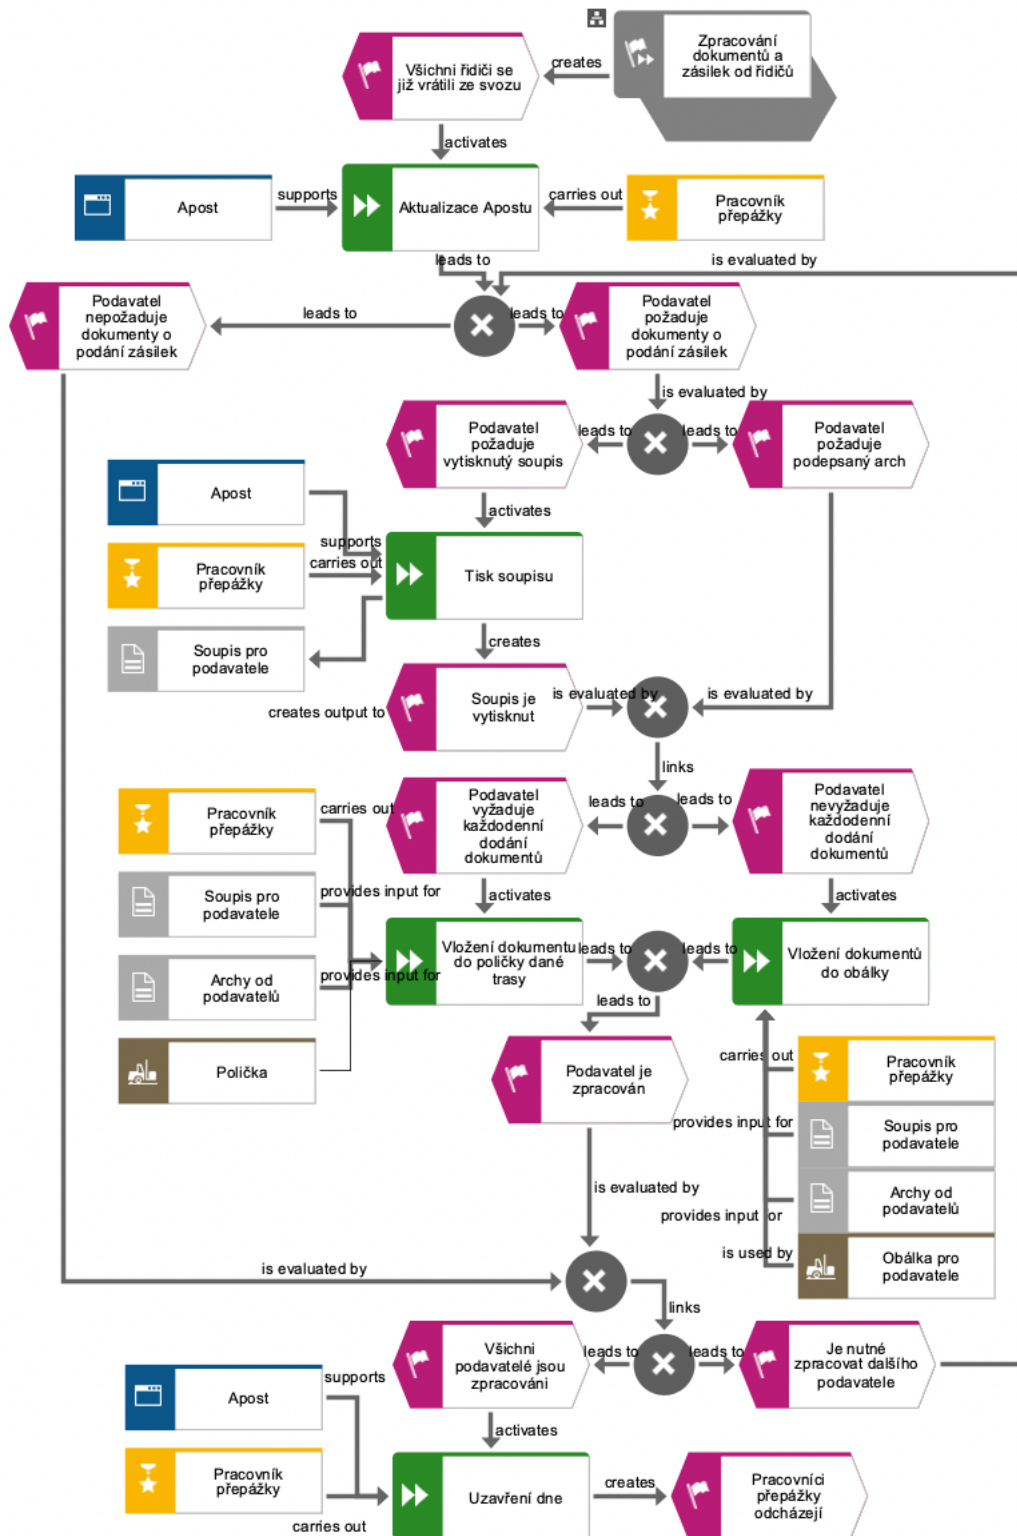 Zpracování
dokumentů a
zásilek od řidičů
creates
Všichni řidiči se
již vrátili ze svozu
activates
Apost
supports
Aktualizace Apostu
carries out
Pracovník
přepážky
leads to
is evaluated by
Podavatel
nepožaduje
dokumenty o
podání zásilek
leads to
leads to
Podavatel
požaduje
dokumenty o
podání zásilek
is evaluated by
Podavatel
požaduje
vytisknutý soupis
leads to
leads to
Podavatel
požaduje
podepsaný arch
activates
Apost
supports
carries out
Pracovník
přepážky
Tisk soupisu
Soupis pro
podavatele
creates
creates output to
Soupis je
vytisknut
is evaluated by
is evaluated by
links
Podavatel
vyžaduje
každodenní
dodání
dokumentů
leads to
leads to
Podavatel
nevyžaduje
každodenní
dodání
dokumentů
Pracovník
přepážky
carries out
activates
activates
Soupis pro
podavatele
provides input for
Vložení dokumentu
do poličky dané
trasy
leads to
leads to
Vložení dokumentů
do obálky
Archy od
podavatelů
provides input for
leads to
Polička
Podavatel je
zpracován
carries out
Pracovník
přepážky
provides input for
Soupis pro
podavatele
is evaluated by
provides input for
Archy od
podavatelů
is used by
Obálka pro
podavatele
is evaluated by
links
Všichni
podavatelé jsou
zpracováni
leads to
leads to
Je nutné
zpracovat dalšího
podavatele
Apost
supports
activates
Pracovník
přepážky
carries out
Uzavření dne
creates
Pracovníci
přepážky
odcházejí